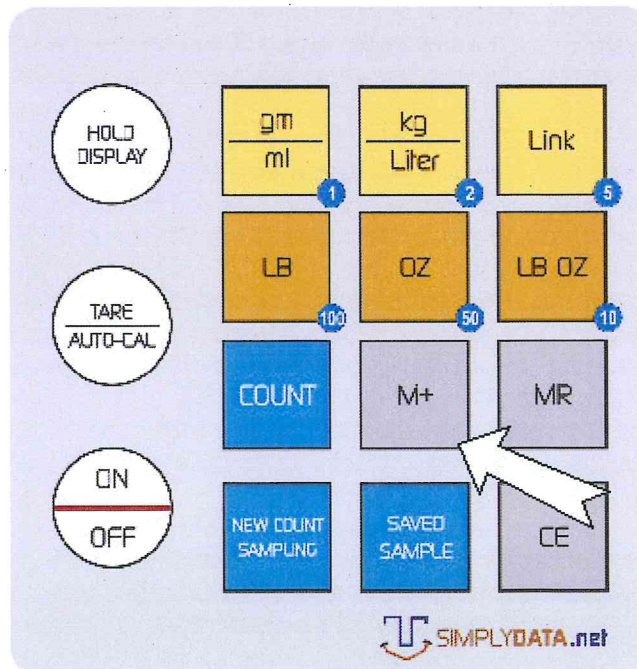 HOLD
DISPLAY
gm
ml
1
kg
Liter
2
Link
5
TARE
AUTO-CAL
LB
100
OZ
50
LB OZ
10
COUNT
M+
MR
ON
OFF
NEW COUNT
SAMPLING
SAVED
SAMPLE
CE
SIMPLYDATA.net